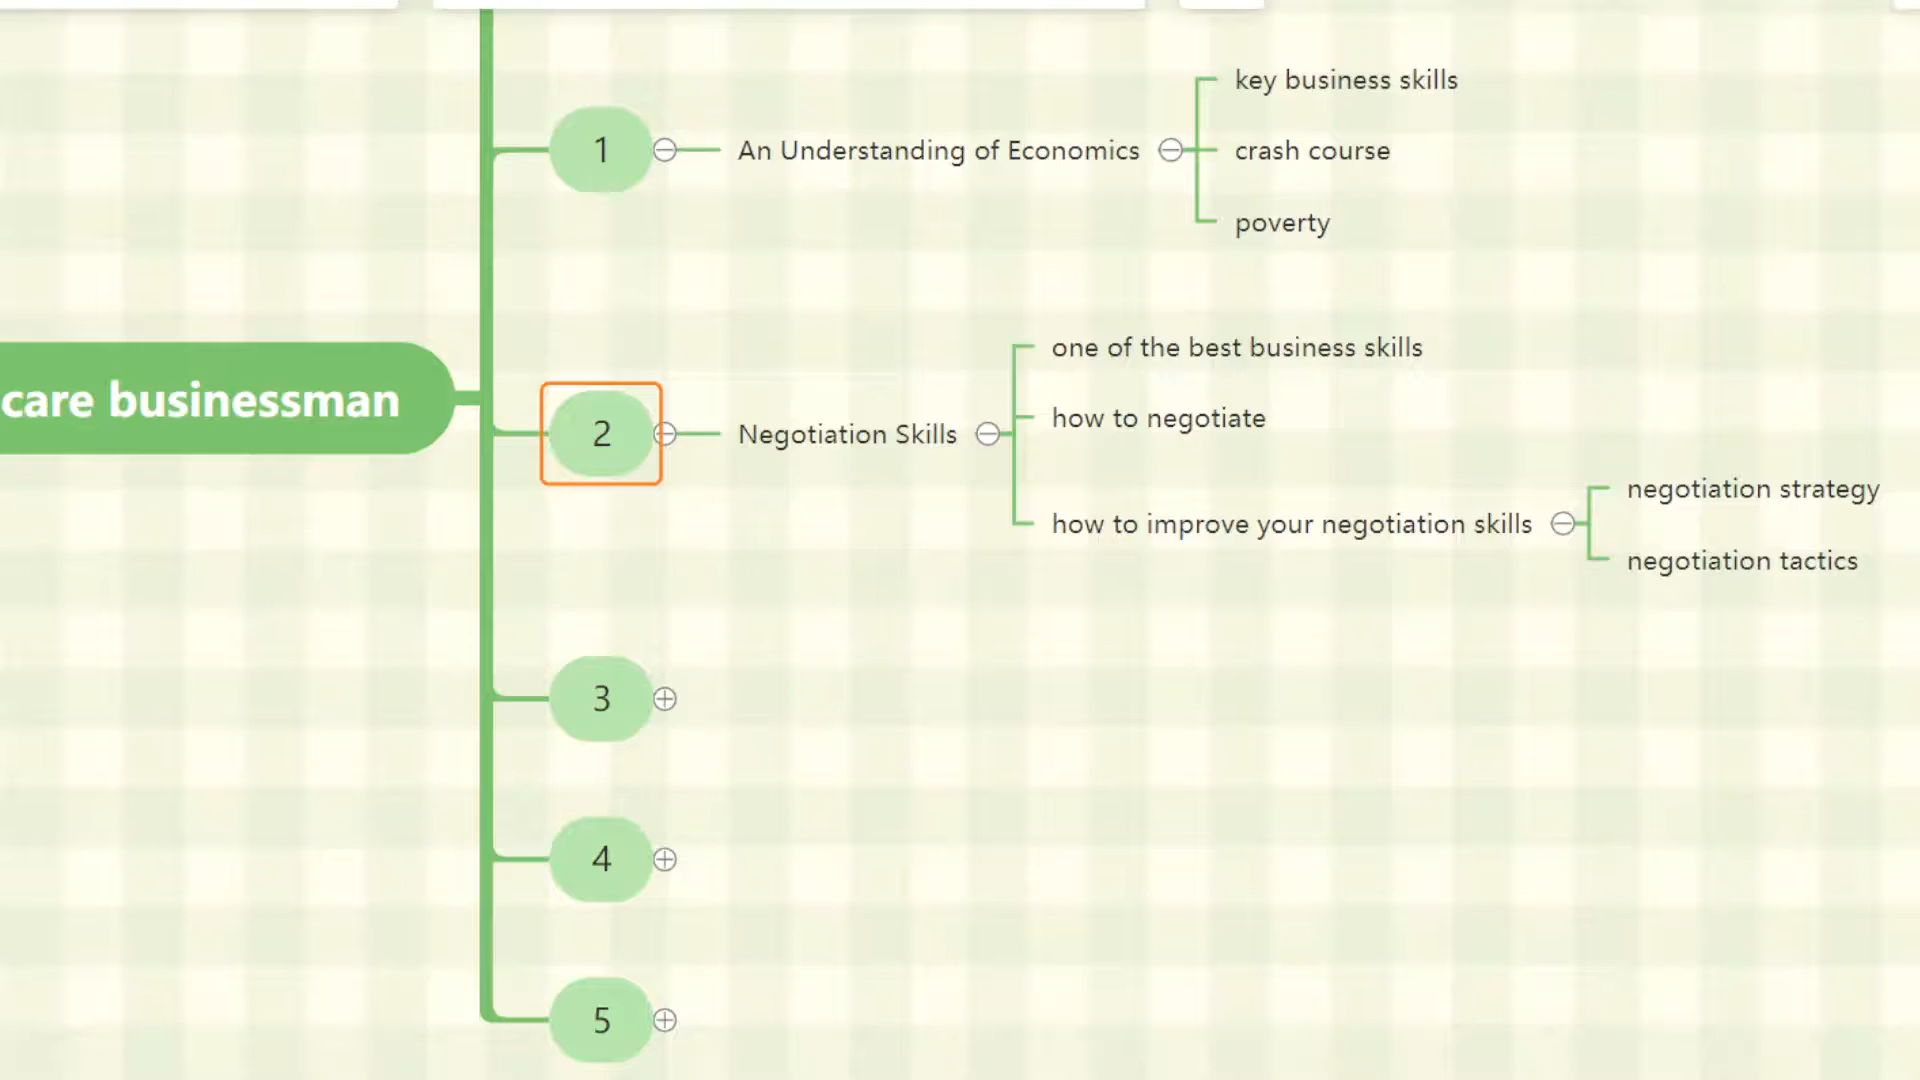 care businessman
1
An Understanding of Economics
key business skills
crash course
poverty
2
Negotiation Skills
one of the best business skills
how to negotiate
how to improve your negotiation skills
negotiation strategy
negotiation tactics
3
4
5